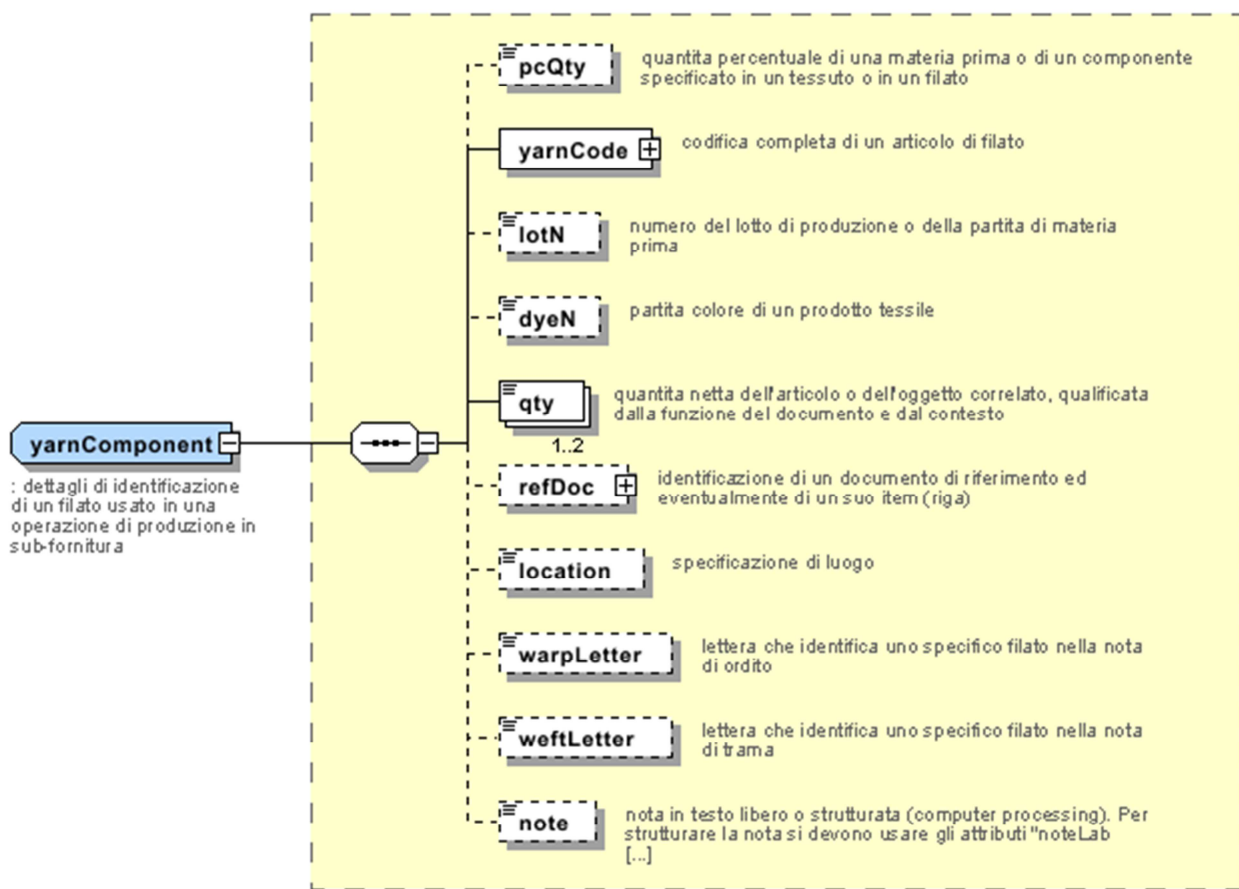 pcQty
quantita percentuale di una materia prima o di un componente
specificato in un tessuto o in un filato
yarnCode
codifica completa di un articolo di filato
lotN
numero del lotto di produzione o della partita di materia
prima
dyeN
partita colore di un prodotto tessile
qty
1..2
quantita netta dell'articolo o dell'oggetto correlato, qualificata
dalla funzione del documento e dal contesto
yarnComponent
: dettagli di identificazione
di un filato usato in una
operazione di produzione in
sub-fornitura
refDoc
identificazione di un documento di riferimento ed
eventualmente di un suo item (riga)
location
specificazione di luogo
warpLetter
lettera che identifica uno specifico filato nella nota
di ordito
weftLetter
lettera che identifica uno specifico filato nella nota
di trama
note
nota in testo libero o strutturata (computer processing). Per
strutturare la nota si devono usare gli attributi "noteLab
[...]